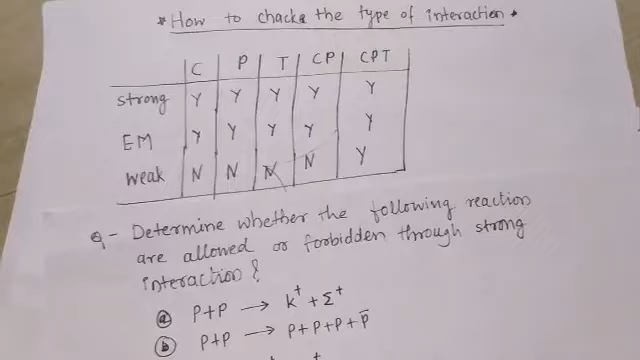 *How to chacke the type of interaction*
C P T CP CPT
strong Y Y Y Y Y
EM Y Y Y Y Y
weak N N N N Y
Q- Determine whether the following reaction
are allowed or forbidden through strong
interaction?
(a) P+P → K⁺ + Σ⁺
(b) P+P → P+P+P+p̄